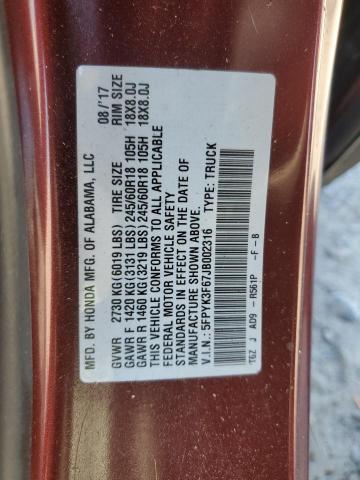 MFD. BY HONDA MFG. OF ALABAMA, LLC 08/'17
GVWR 2730 KG (6019 LBS) TIRE SIZE RIM SIZE
GAWR F 1420 KG (3131 LBS) 245/60R18 105H 18X8.0J
GAWR R 1460 KG (3219 LBS) 245/60R18 105H 18X8.0J
THIS VEHICLE CONFORMS TO ALL APPLICABLE
FEDERAL MOTOR VEHICLE SAFETY
STANDARDS IN EFFECT ON THE DATE OF
MANUFACTURE SHOWN ABOVE.
V.I.N.: 5FPYK3F67JB002316 TYPE: TRUCK
T6Z J AD9 - R561P - F - B